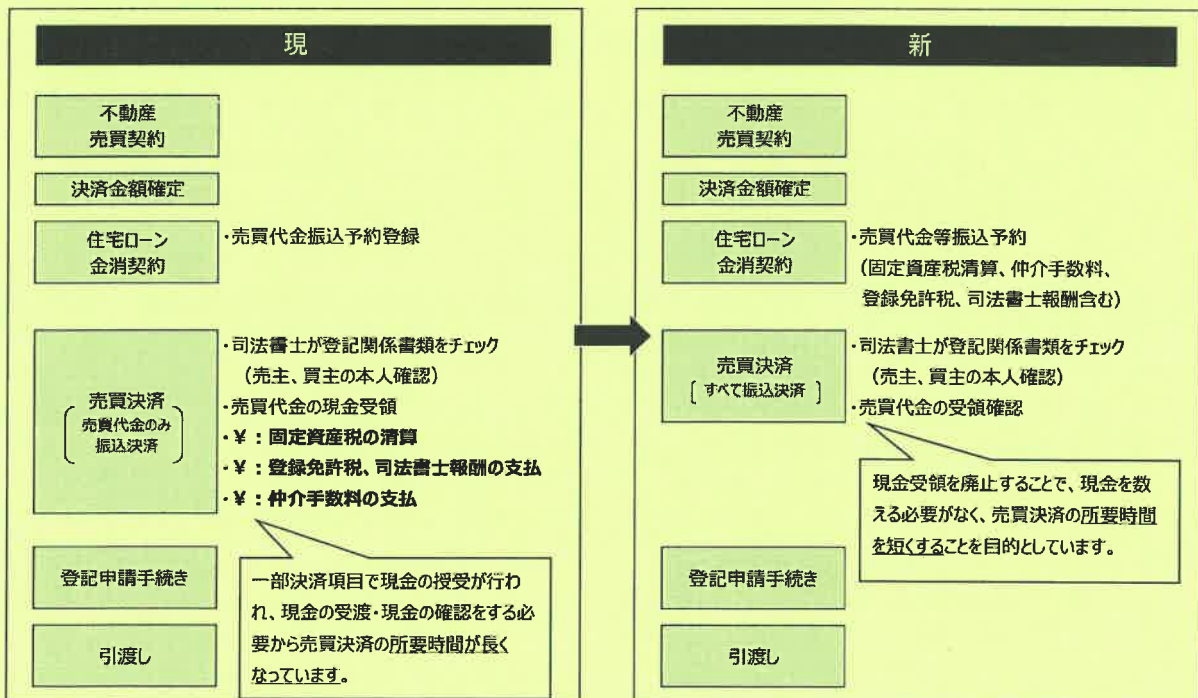 現
不動産
売買契約
決済金額確定
住宅ローン
金消契約
・売買代金振込予約登録
売買決済
売買代金のみ
振込決済
・司法書士が登記関係書類をチェック
(売主、買主の本人確認)
・売買代金の現金受領
・¥：固定資産税の清算
・¥：登録免許税、司法書士報酬の支払
・¥：仲介手数料の支払
登記申請手続き
引渡し
一部決済項目で現金の授受が行わ
れ、現金の受渡・現金の確認をする必
要から売買決済の所要時間が長く
なっています。
新
不動産
売買契約
決済金額確定
住宅ローン
金消契約
・売買代金等振込予約
(固定資産税清算、仲介手数料、
登録免許税、司法書士報酬含む)
売買決済
[ すべて振込決済 ]
・司法書士が登記関係書類をチェック
(売主、買主の本人確認)
・売買代金の受領確認
現金受領を廃止することで、現金を数
える必要がなく、売買決済の所要時間
を短くすることを目的としています。
登記申請手続き
引渡し